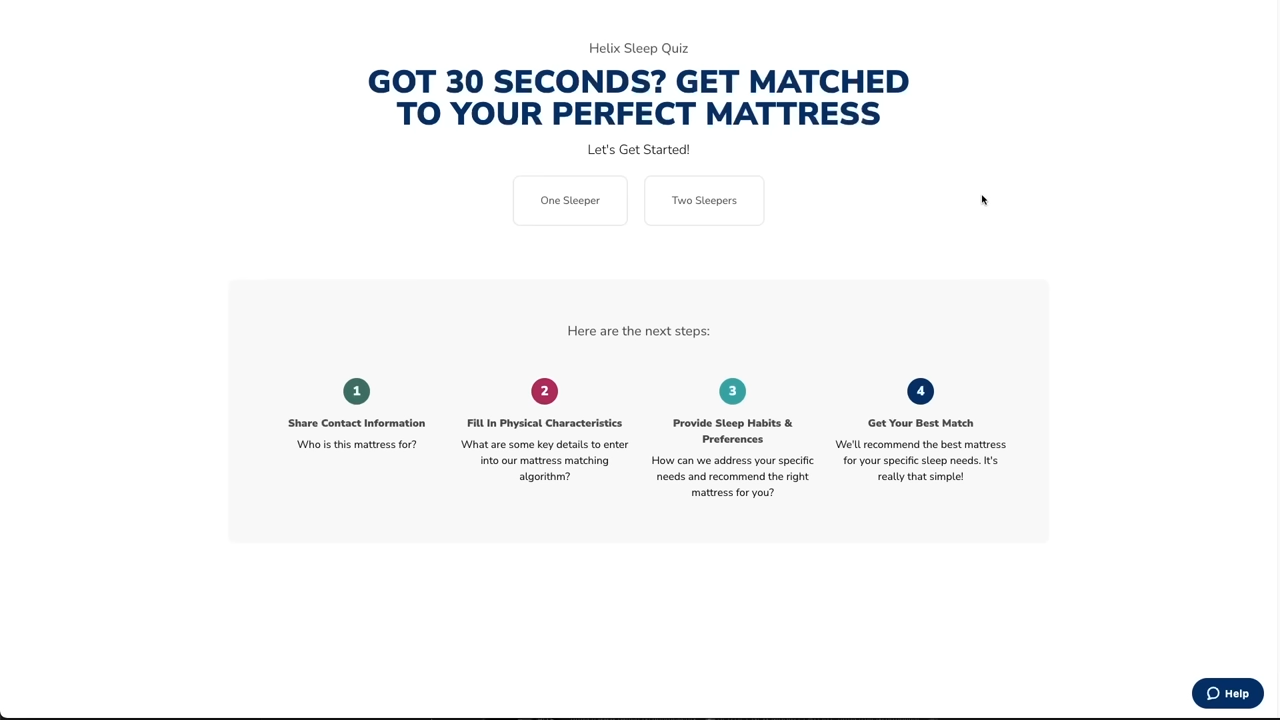 Helix Sleep Quiz
GOT 30 SECONDS? GET MATCHED
TO YOUR PERFECT MATTRESS
Let's Get Started!
One Sleeper
Two Sleepers
Here are the next steps:
1
Share Contact Information
Who is this mattress for?
2
Fill In Physical Characteristics
What are some key details to enter
into our mattress matching
algorithm?
3
Provide Sleep Habits &
Preferences
How can we address your specific
needs and recommend the right
mattress for you?
4
Get Your Best Match
We'll recommend the best mattress
for your specific sleep needs. It's
really that simple!
Help